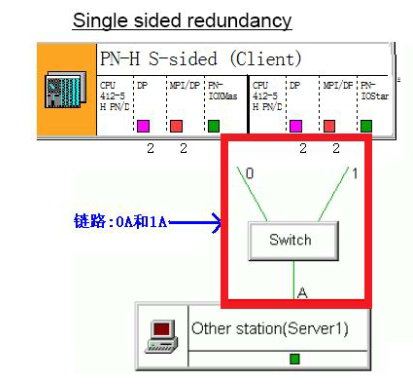 Single sided redundancy
PN-H S-sided (Client)
CPU 412-5 H PN/D
DP
MPI/DP
PN-IOXMas
CPU 412-5 H PN/D
DP
MPI/DP
PN-IOStar
2 2 2 2
0 1
链路:0A和1A
Switch
A
Other station(Server1)